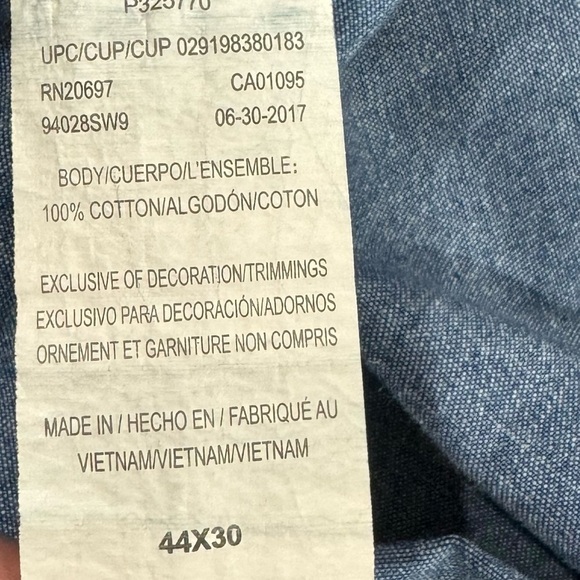 P325770
UPC/CUP/CUP 029198380183
RN20697 CA01095
94028SW9 06-30-2017
BODY/CUERPO/L'ENSEMBLE:
100% COTTON/ALGODÓN/COTON
EXCLUSIVE OF DECORATION/TRIMMINGS
EXCLUSIVO PARA DECORACIÓN/ADORNOS
ORNEMENT ET GARNITURE NON COMPRIS
MADE IN / HECHO EN / FABRIQUÉ AU
VIETNAM/VIETNAM/VIETNAM
44X30